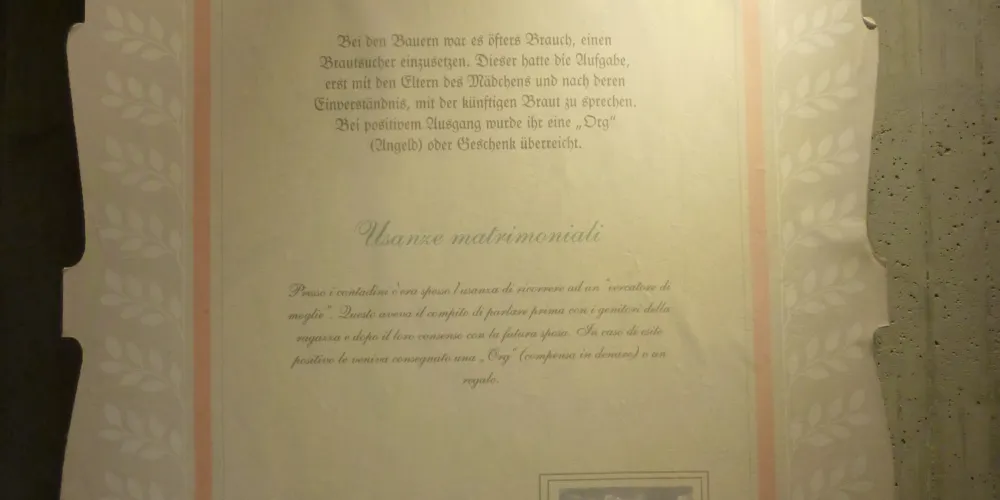 Bei den Bauern war es öfters Brauch, einen
Brautsucher einzusetzen. Dieser hatte die Aufgabe,
erst mit den Eltern des Mädchens und nach deren
Einverständnis, mit der künftigen Braut zu sprechen.
Bei positivem Ausgang wurde ihr eine „Org“
(Angeld) oder Geschenk überreicht.
Usanze matrimoniali
Presso i contadini c'era spesso l'usanza di ricorrere ad un "cercatore di
moglie". Questo aveva il compito di parlare prima con i genitori della
ragazza e dopo il loro consenso con la futura sposa. In caso di esito
positivo le veniva consegnato una „Org“ (compenso in denaro) o un
regalo.